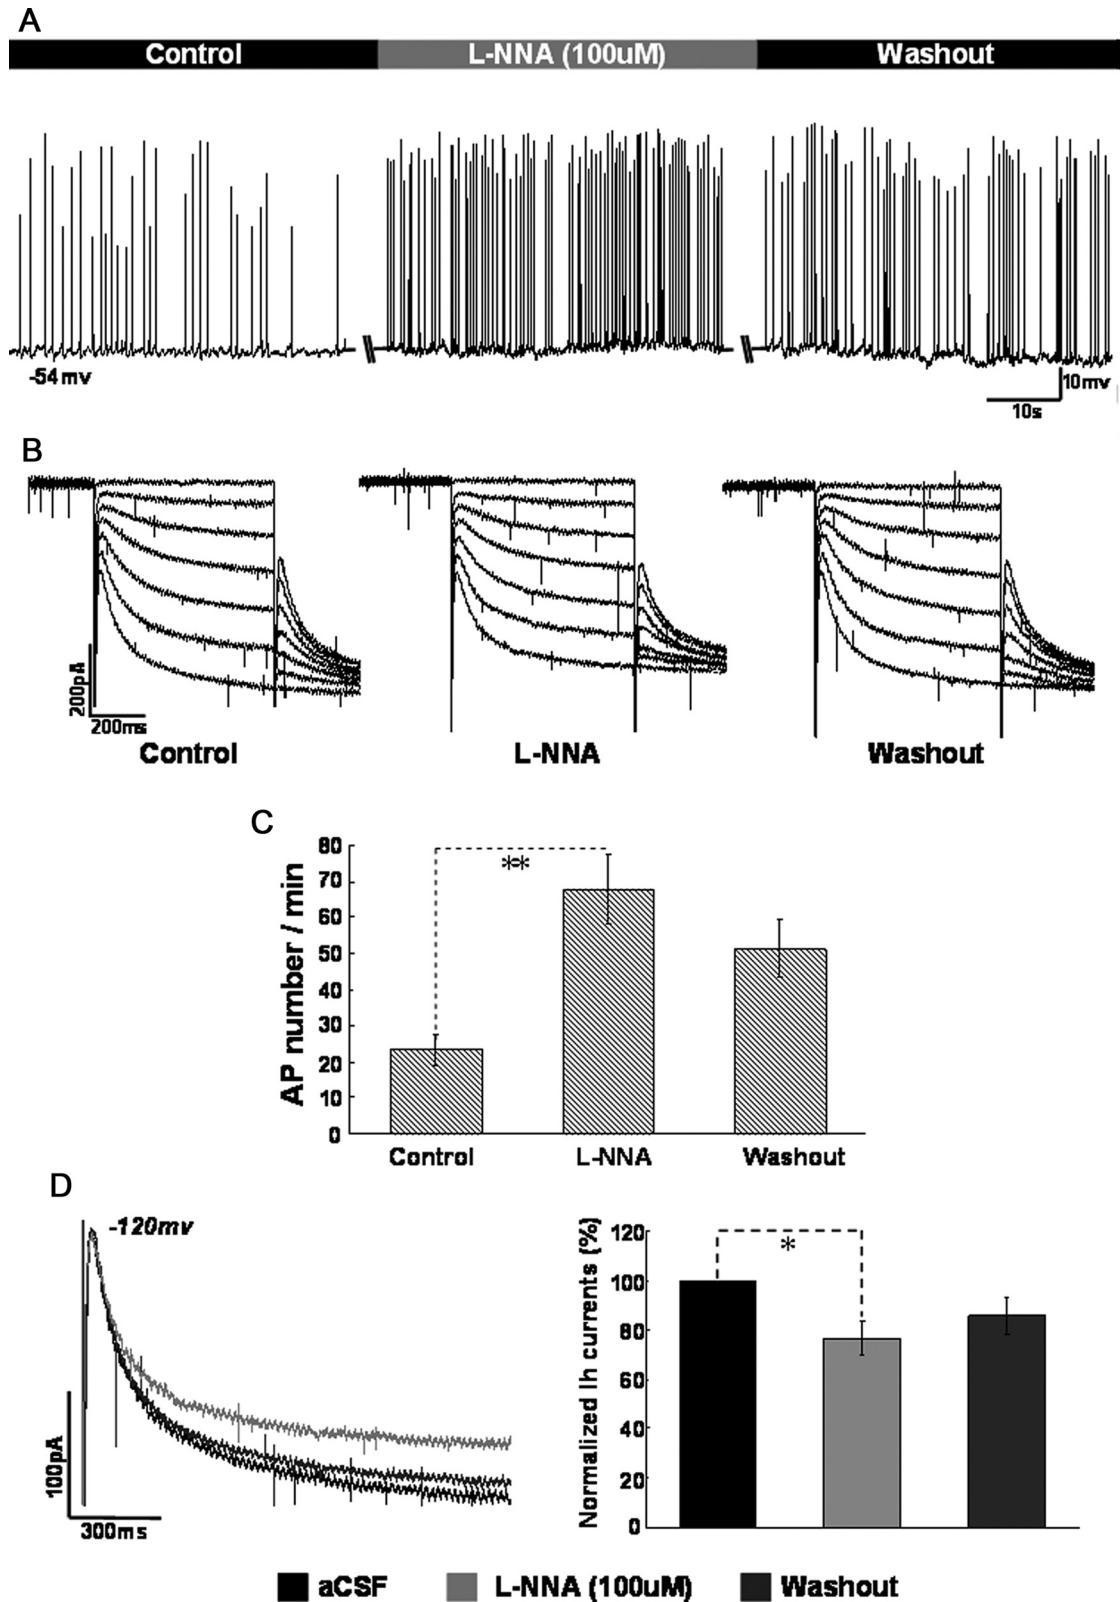 A
Control L-NNA (100uM) Washout
-54mv
10mv
10s
B
200pA
200ms
Control L-NNA Washout
C
AP number / min
80
70
60
50
40
30
20
10
0
**
Control L-NNA Washout
D
-120mv
100pA
300ms
Normalized Ih currents (%)
120
100
80
60
40
20
0
*
aCSF L-NNA (100uM) Washout